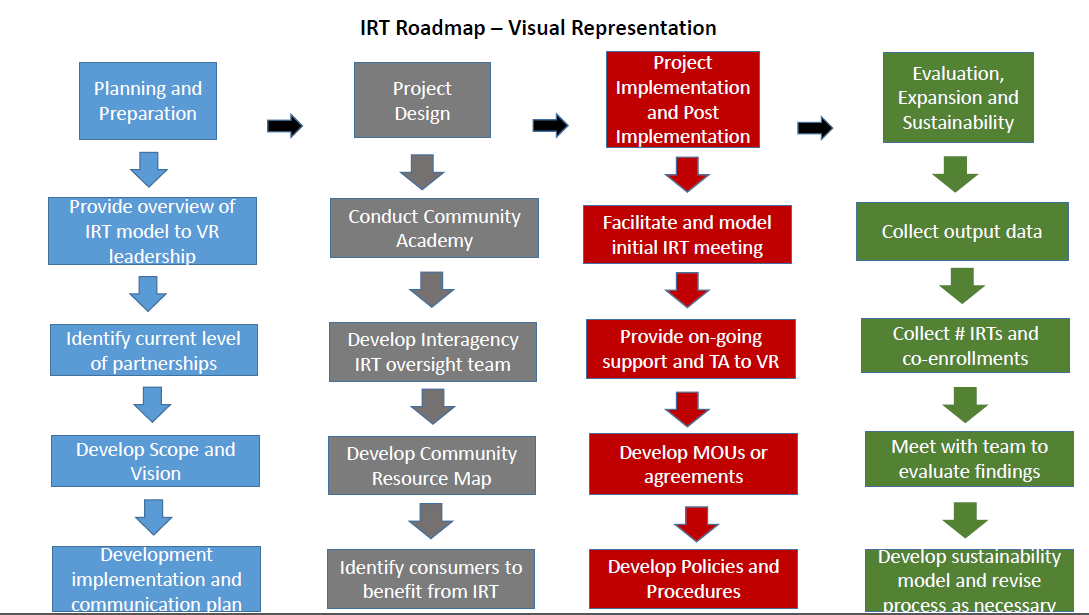 IRT Roadmap – Visual Representation
Planning and
Preparation
Provide overview of
IRT model to VR
leadership
Identify current level
of partnerships
Develop Scope and
Vision
Development
implementation and
communication plan
Project
Design
Conduct Community
Academy
Develop Interagency
IRT oversight team
Develop Community
Resource Map
Identify consumers to
benefit from IRT
Project
Implementation
and Post
Implementation
Facilitate and model
initial IRT meeting
Provide on-going
support and TA to VR
Develop MOUs or
agreements
Develop Policies and
Procedures
Evaluation,
Expansion and
Sustainability
Collect output data
Collect # IRTs and
co-enrollments
Meet with team to
evaluate findings
Develop sustainability
model and revise
process as necessary